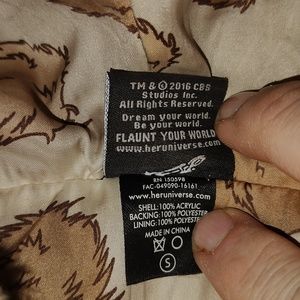 TM & © 2016 CBS
Studios Inc.
All Rights Reserved.
Dream your world.
Be your world.
FLAUNT YOUR WORLD
www.heruniverse.com
RN 150598
FAC-049090-16161
www.heruniverse.com
SHELL:100% ACRYLIC
BACKING: 100% POLYESTER
LINING: 100% POLYESTER
MADE IN CHINA
S